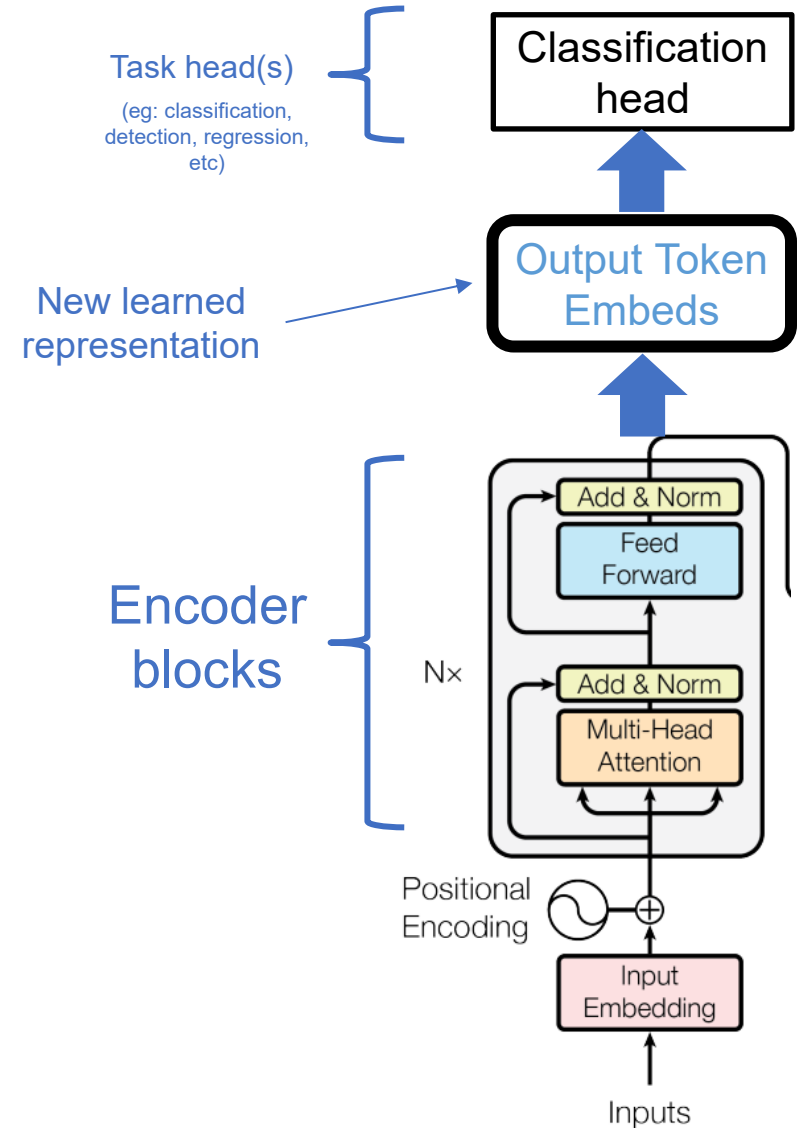 Task head(s)
(eg: classification,
detection, regression,
etc)
Classification
head
New learned
representation
Output Token
Embeds
Encoder
blocks
N×
Add & Norm
Feed
Forward
Add & Norm
Multi-Head
Attention
Positional
Encoding
Input
Embedding
Inputs